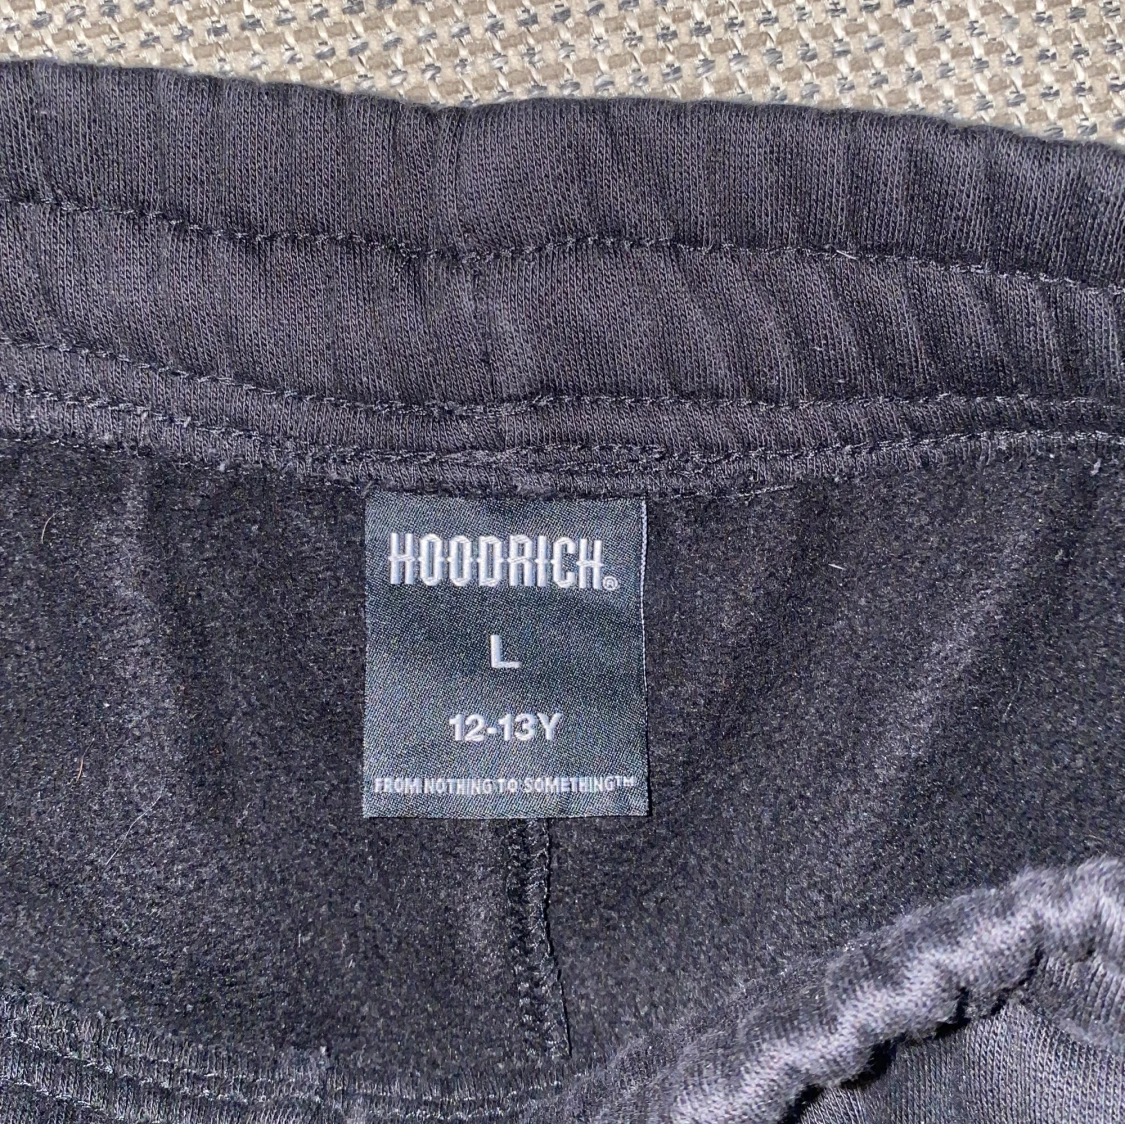 HOODRICH®
L
12-13Y
FROM NOTHING TO SOMETHING™